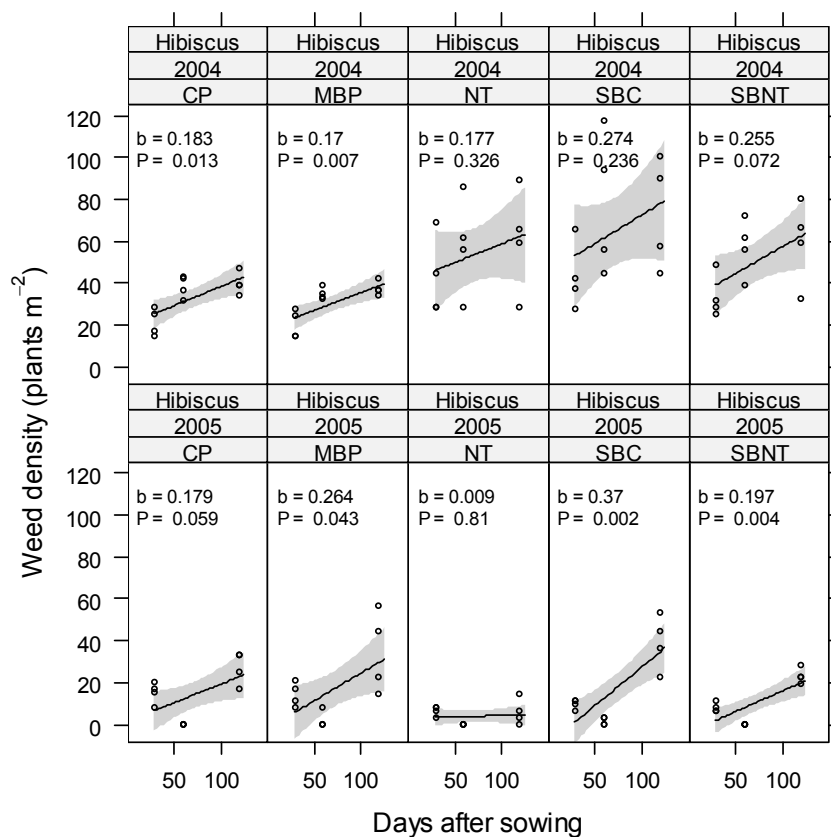 Hibiscus Hibiscus Hibiscus Hibiscus Hibiscus
2004 2004 2004 2004 2004
CP MBP NT SBC SBNT
b = 0.183 b = 0.17 b = 0.177 b = 0.274 b = 0.255
P = 0.013 P = 0.007 P = 0.326 P = 0.236 P = 0.072
120
100
80
60
40
20
0
Hibiscus Hibiscus Hibiscus Hibiscus Hibiscus
2005 2005 2005 2005 2005
CP MBP NT SBC SBNT
b = 0.179 b = 0.264 b = 0.009 b = 0.37 b = 0.197
P = 0.059 P = 0.043 P = 0.81 P = 0.002 P = 0.004
120
100
80
60
40
20
0
50 100 50 100 50 100 50 100 50 100
Days after sowing
Weed density (plants m⁻²)